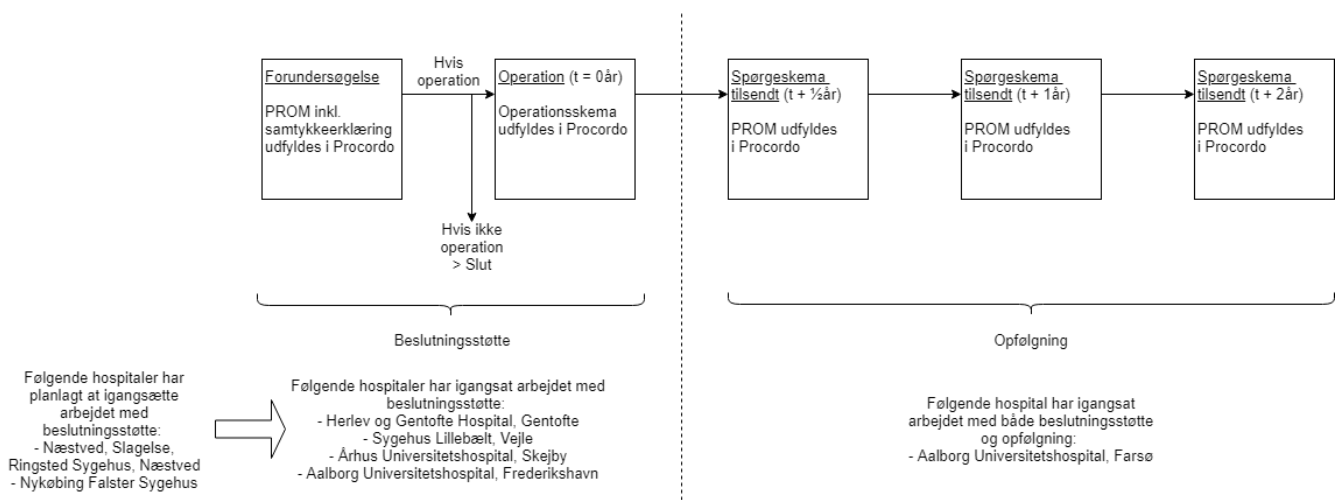 Forundersøgelse
PROM inkl.
samtykkeerklæring
udfyldes i Procordo
Hvis
operation
Hvis ikke
operation
> Slut
Operation (t = 0år)
Operationsskema
udfyldes i Procordo
Spørgeskema
tilsendt (t + ½år)
PROM udfyldes
i Procordo
Spørgeskema
tilsendt (t + 1år)
PROM udfyldes
i Procordo
Spørgeskema
tilsendt (t + 2år)
PROM udfyldes
i Procordo
Beslutningsstøtte
Opfølgning
Følgende hospitaler har
planlagt at igangsætte
arbejdet med
beslutningsstøtte:
- Næstved, Slagelse,
Ringsted Sygehus, Næstved
- Nykøbing Falster Sygehus
Følgende hospitaler har igangsat arbejdet med
beslutningsstøtte:
- Herlev og Gentofte Hospital, Gentofte
- Sygehus Lillebælt, Vejle
- Århus Universitetshospital, Skejby
- Aalborg Universitetshospital, Frederikshavn
Følgende hospital har igangsat
arbejdet med både beslutningsstøtte
og opfølgning:
- Aalborg Universitetshospital, Farsø